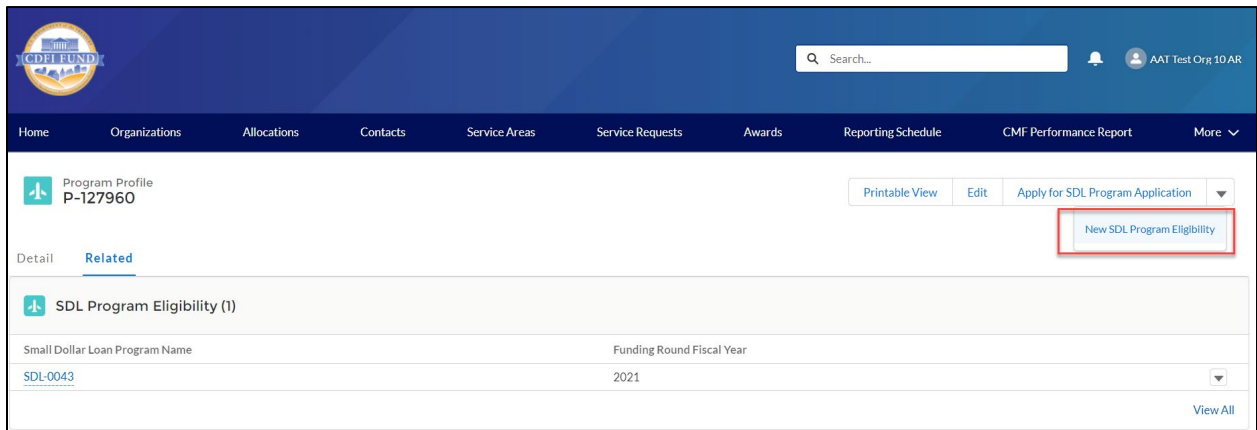 CDFI FUND
Search...
AAT Test Org 10 AR
Home Organizations Allocations Contacts Service Areas Service Requests Awards Reporting Schedule CMF Performance Report More
Program Profile
P-127960
Printable View Edit Apply for SDL Program Application
New SDL Program Eligibility
Detail Related
SDL Program Eligibility (1)
Small Dollar Loan Program Name Funding Round Fiscal Year
SDL-0043 2021
View All